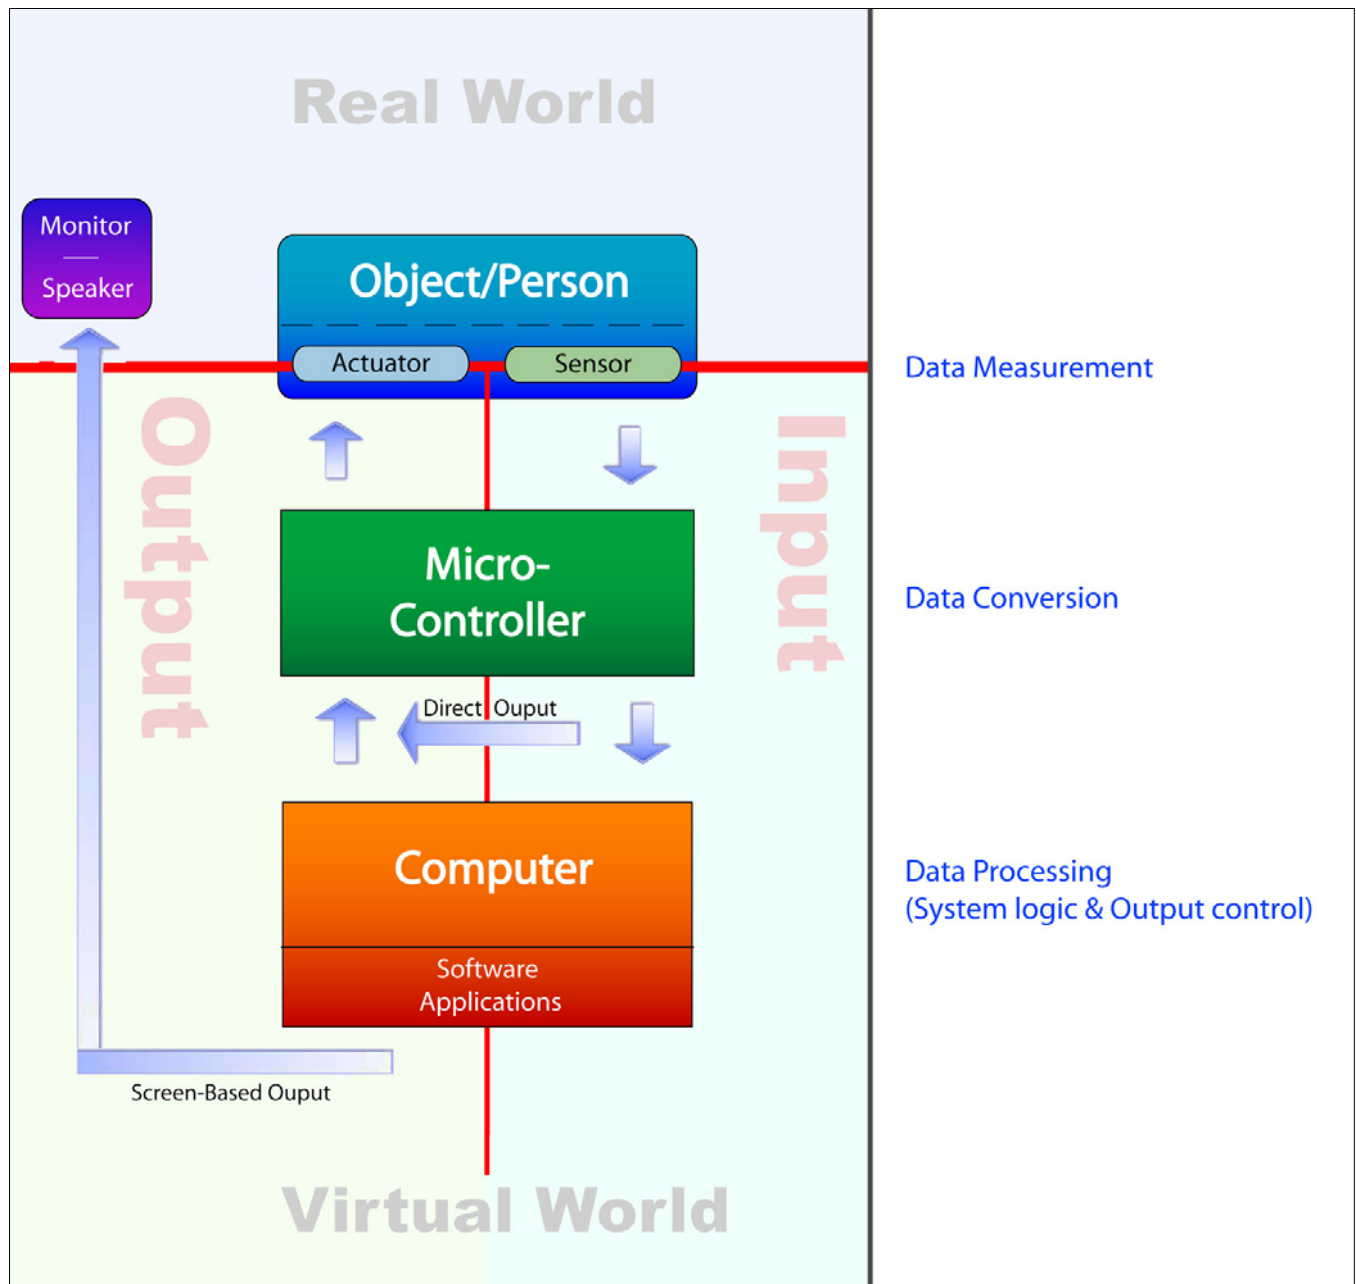 Real World
Monitor
Speaker
Object/Person
Actuator
Sensor
Data Measurement
Output
Input
Micro-
Controller
Data Conversion
Direct Ouput
Computer
Data Processing
(System logic & Output control)
Software
Applications
Screen-Based Ouput
Virtual World